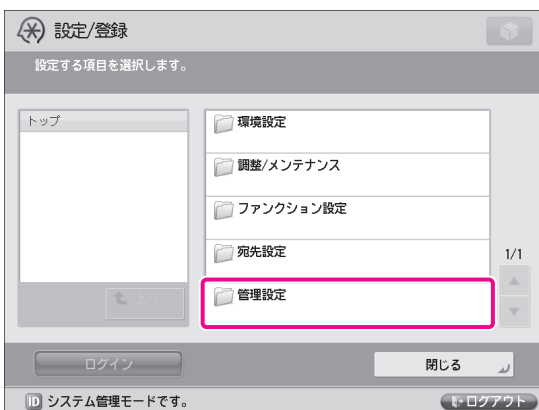 設定/登録
設定する項目を選択します。
トップ
環境設定
調整/メンテナンス
ファンクション設定
宛先設定
管理設定
1/1
上へ
ログイン
閉じる
ID システム管理モードです。
ログアウト